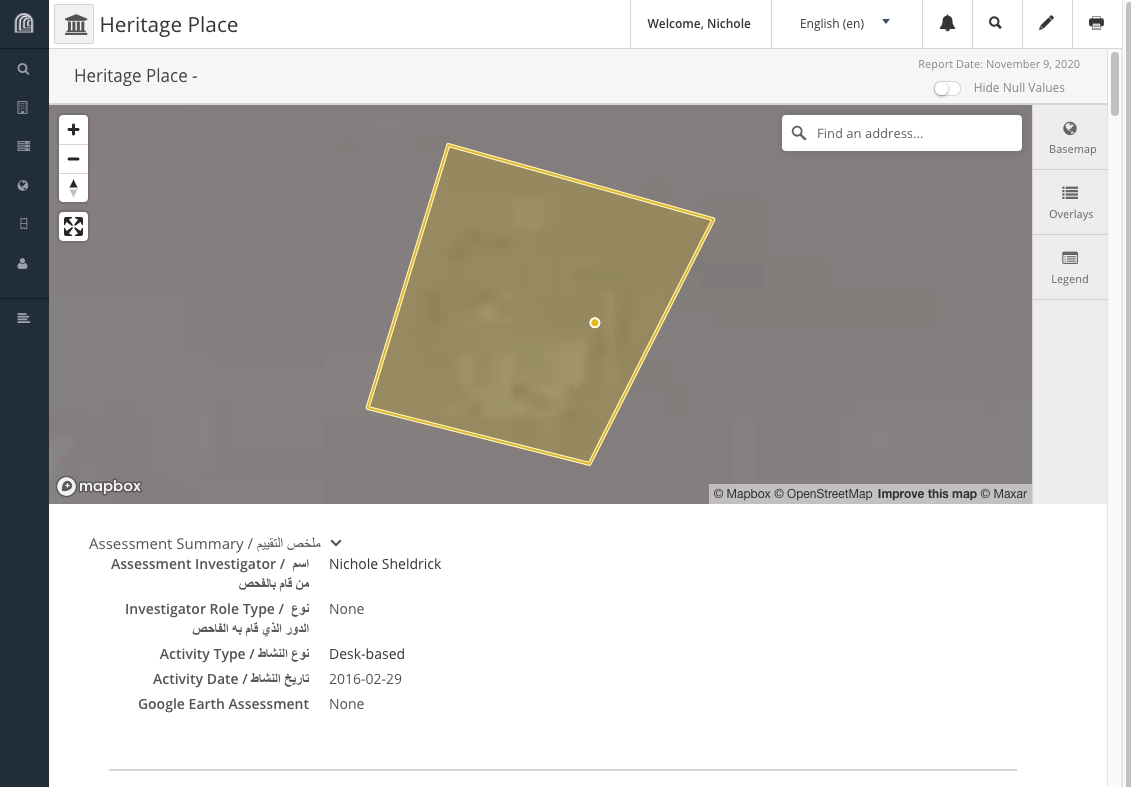 Heritage Place
Welcome, Nichole
English (en)
Heritage Place -
Report Date: November 9, 2020
Hide Null Values
Find an address...
Basemap
Overlays
Legend
mapbox
© Mapbox © OpenStreetMap Improve this map © Maxar
Assessment Summary / ملخص التقييم
Assessment Investigator / اسم
من قام بالفحص
Nichole Sheldrick
Investigator Role Type / نوع
الدور الذي قام به الفاحص
None
Activity Type / نوع النشاط
Desk-based
Activity Date / تاريخ النشاط
2016-02-29
Google Earth Assessment
None